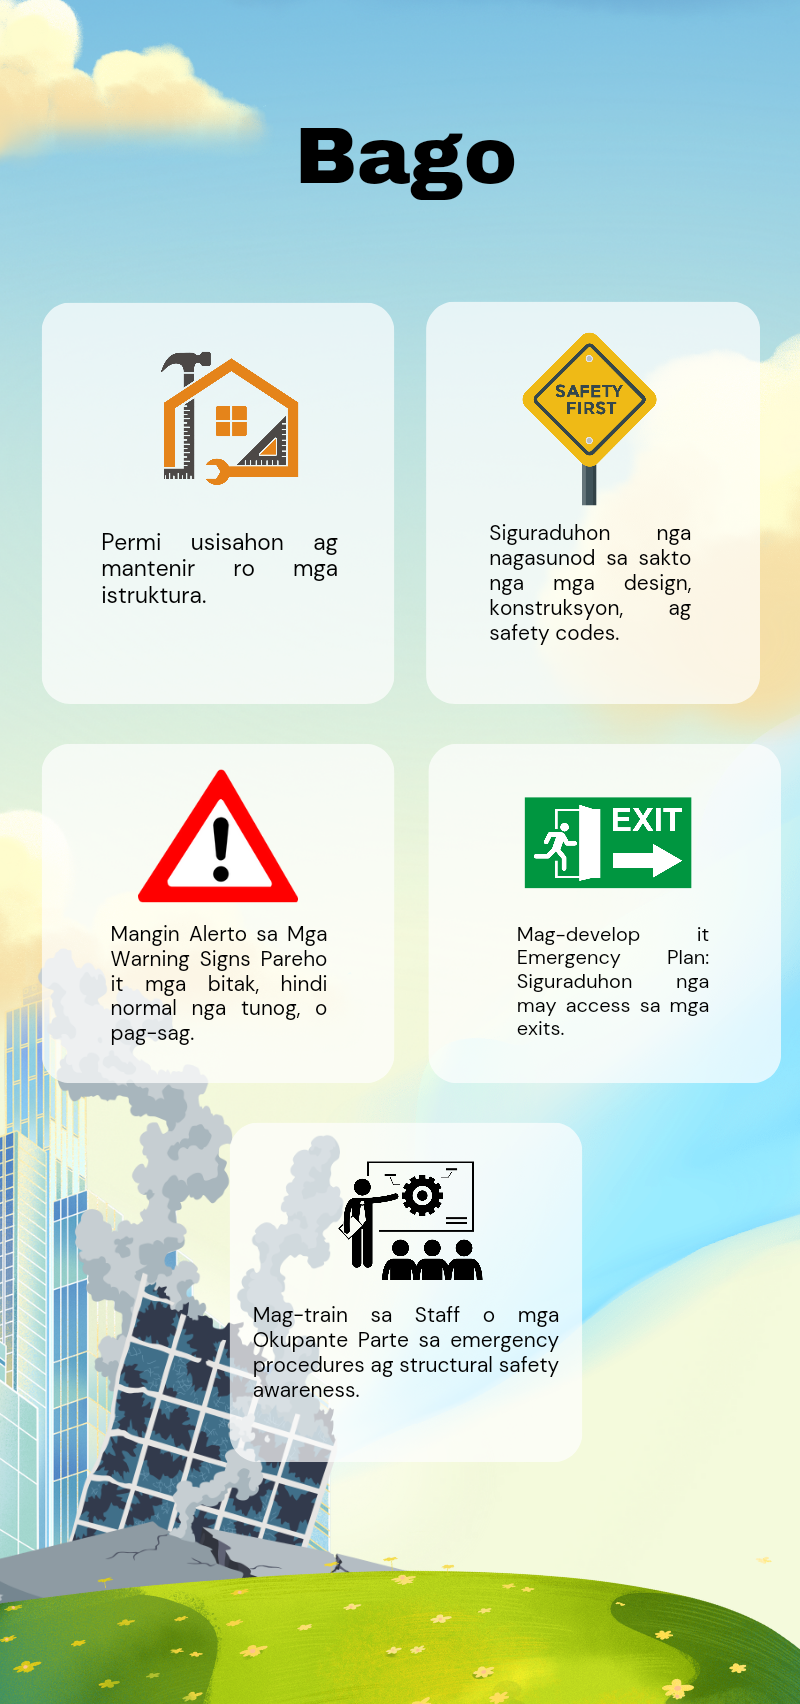 Bago
Permi usisahon ag
mantenir ro mga
istruktura.
SAFETY
FIRST
Siguraduhon nga
nagasunod sa sakto
nga mga design,
konstruksyon, ag
safety codes.
Mangin Alerto sa Mga
Warning Signs Pareho
it mga bitak, hindi
normal nga tunog, o
pag-sag.
EXIT
Mag-develop it
Emergency Plan:
Siguraduhon nga
may access sa mga
exits.
Mag-train sa Staff o mga
Okupante Parte sa emergency
procedures ag structural safety
awareness.